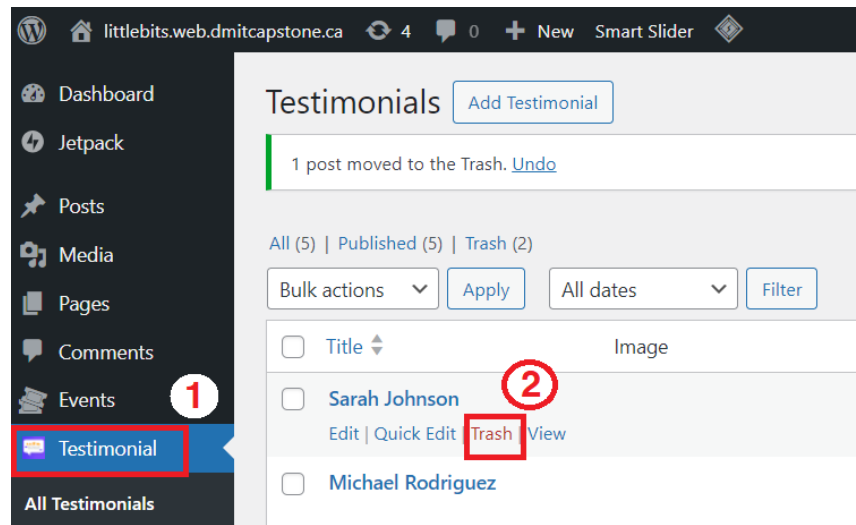 littlebits.web.dmitcapstone.ca 4 0 New Smart Slider
Dashboard
Jetpack
Posts
Media
Pages
Comments
Events
1
Testimonial
All Testimonials
Testimonials Add Testimonial
1 post moved to the Trash. Undo
All (5) | Published (5) | Trash (2)
Bulk actions Apply All dates Filter
Title Image
2
Sarah Johnson
Edit | Quick Edit | Trash | View
Michael Rodriguez